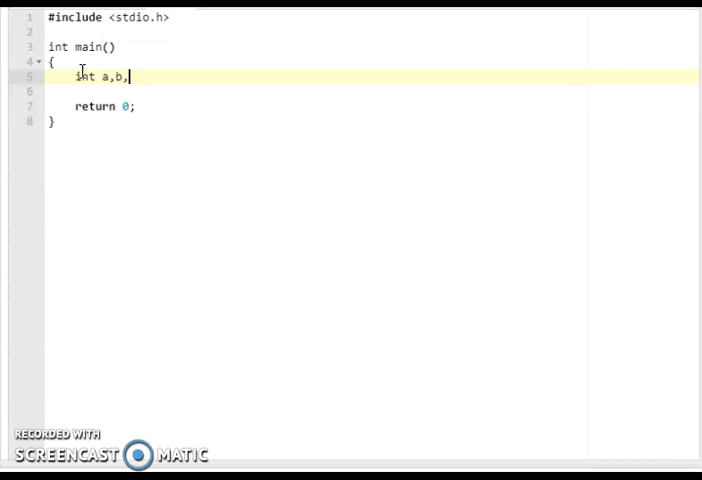 1 #include <stdio.h>
2
3 int main()
4 {
5 int a,b,
6
7 return 0;
8 }
RECORDED WITH
SCREENCAST MATIC